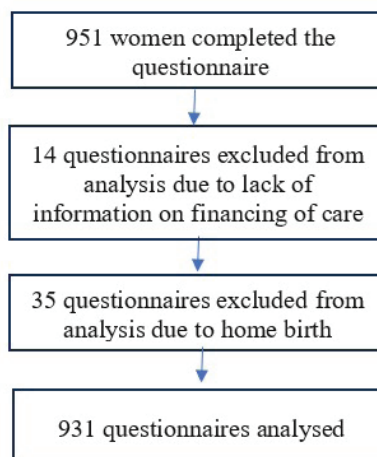 951 women completed the
questionnaire
14 questionnaires excluded from
analysis due to lack of
information on financing of care
35 questionnaires excluded from
analysis due to home birth
931 questionnaires analysed